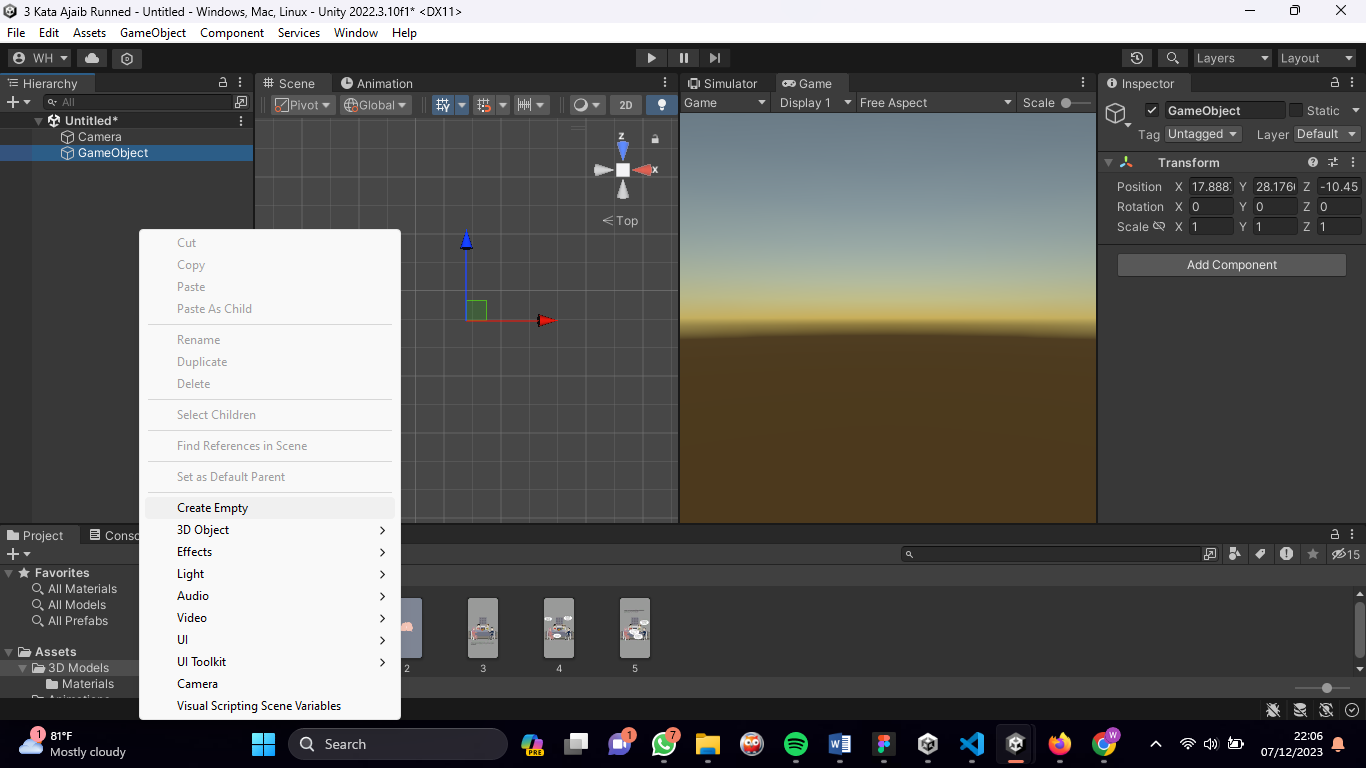 3 Kata Ajaib Runned - Untitled - Windows, Mac, Linux - Unity 2022.3.10f1* <DX11>
File Edit Assets GameObject Component Services Window Help
WH Layers Layout
Hierarchy
All
Untitled*
Camera
GameObject
Scene Animation
Pivot Global 2D
z
x
Top
Simulator Game
Game Display 1 Free Aspect Scale
Inspector
GameObject Static
Tag Untagged Layer Default
Transform
Position X 17.888 Y 28.176 Z -10.45
Rotation X 0 Y 0 Z 0
Scale X 1 Y 1 Z 1
Add Component
Cut
Copy
Paste
Paste As Child
Rename
Duplicate
Delete
Select Children
Find References in Scene
Set as Default Parent
Create Empty
3D Object
Effects
Light
Audio
Video
UI
UI Toolkit
Camera
Visual Scripting Scene Variables
Project Conso
15
Favorites
All Materials
All Models
All Prefabs
Assets
3D Models
Materials
2 3 4 5
1 81°F
Mostly cloudy
Search
PRE
1
7
W
22:06
07/12/2023